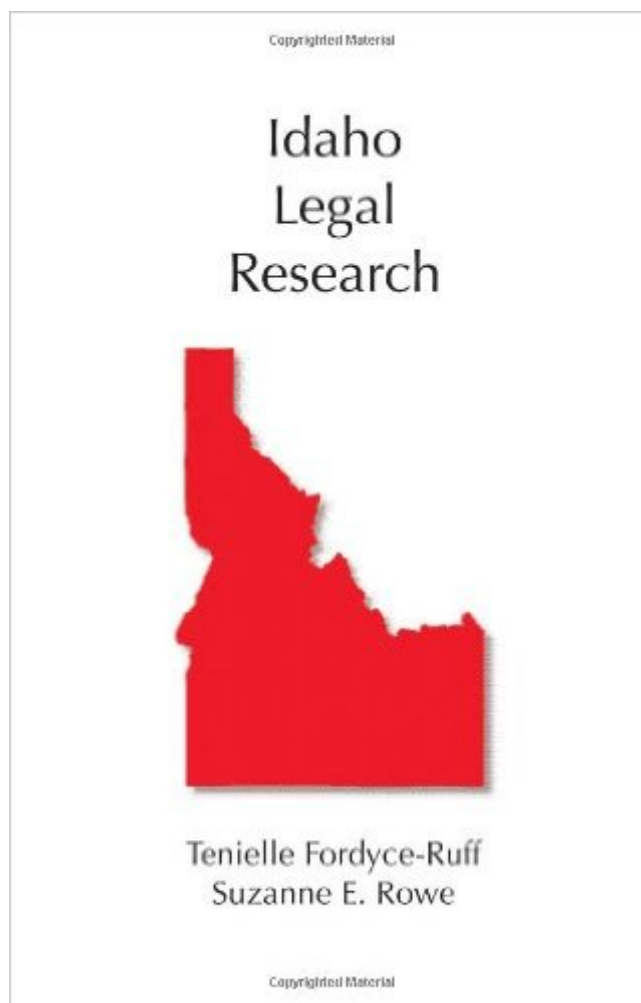 Copyrighted Material
Idaho
Legal
Research
Tenielle Fordyce-Ruff
Suzanne E. Rowe
Copyrighted Material